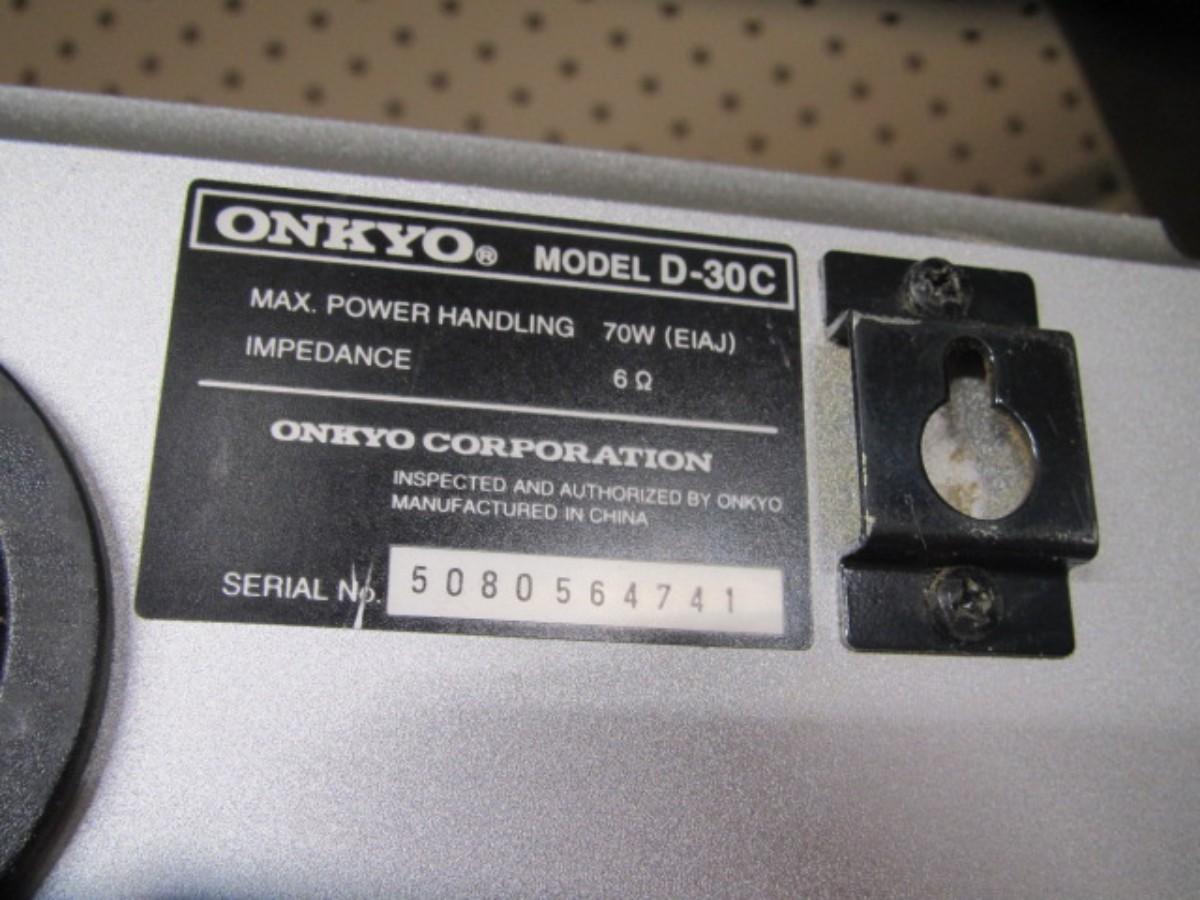 ONKYO® MODEL D-30C
MAX. POWER HANDLING 70W (EIAJ)
IMPEDANCE 6 Ω
ONKYO CORPORATION
INSPECTED AND AUTHORIZED BY ONKYO
MANUFACTURED IN CHINA
SERIAL No. 5080564741